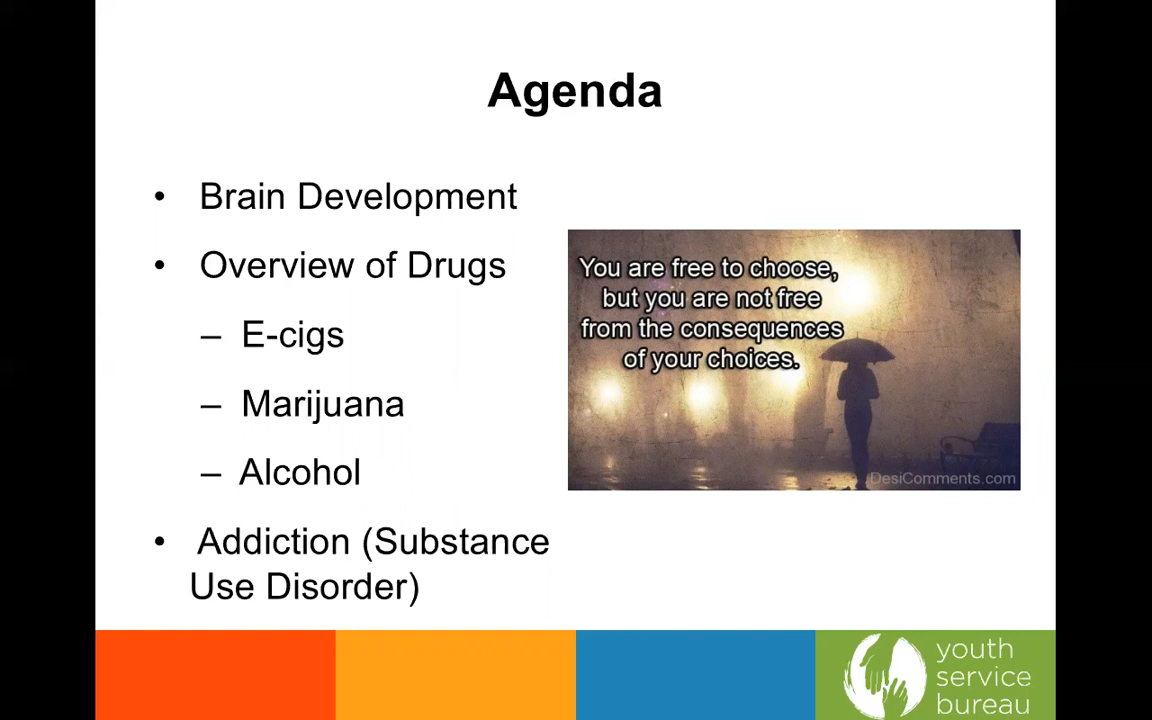 Agenda
• Brain Development
• Overview of Drugs
– E-cigs
– Marijuana
– Alcohol
• Addiction (Substance
Use Disorder)
You are free to choose,
but you are not free
from the consequences
of your choices.
DesiComments.com
youth
service
bureau